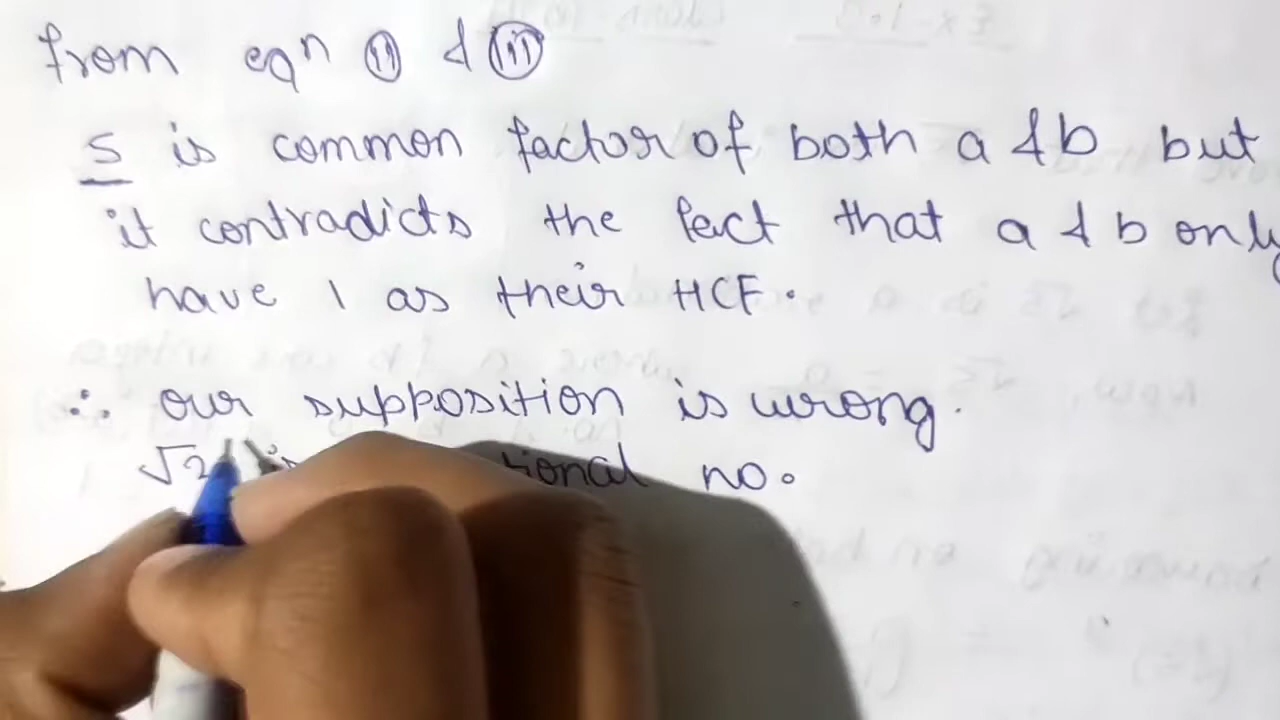 from eqn (ii) & (iii)
5 is common factor of both a & b but
it contradicts the fact that a & b only
have 1 as their HCF.
∴ our supposition is wrong.
√2 no.